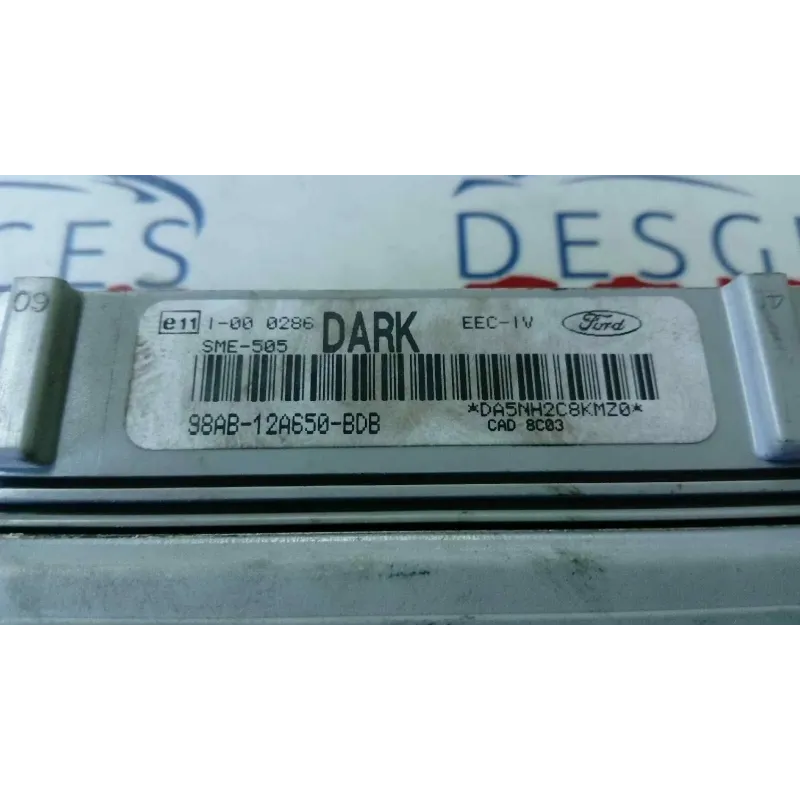 CES
DESG
09
e11 1-00 0286 DARK EEC-IV Ford
SME-505
98AB-12A650-BDB *DA5NH2C8KMZ0*
CAD 8C03